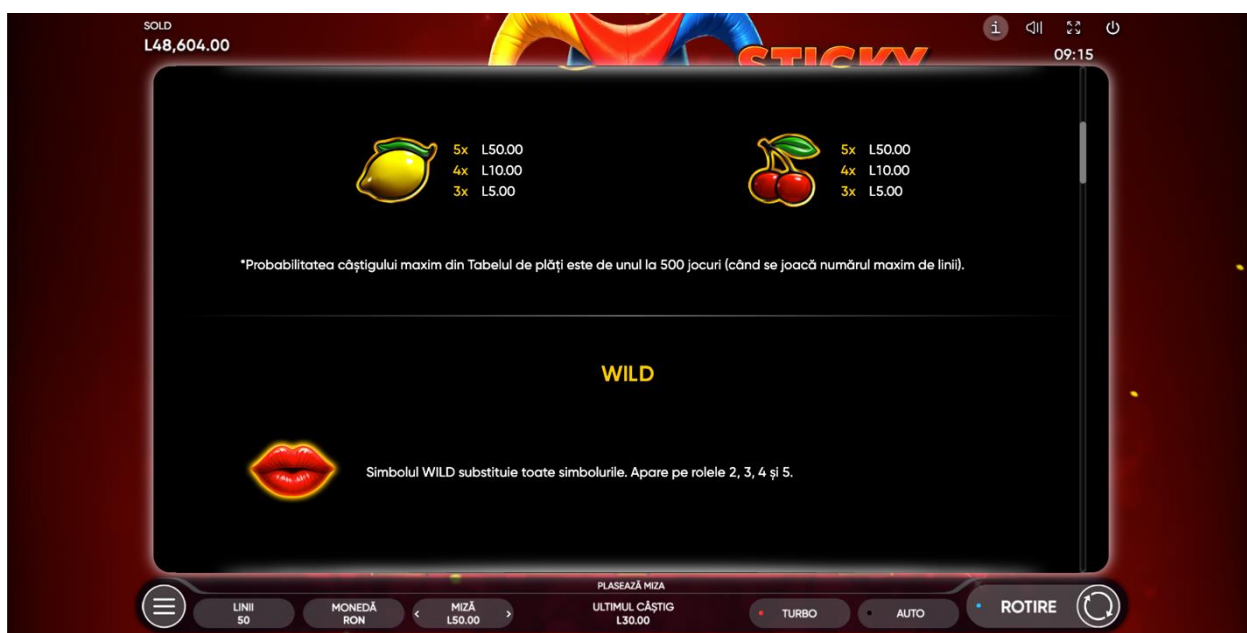 SOLD
L48,604.00
STICKY
09:15
5x L50.00
4x L10.00
3x L5.00
5x L50.00
4x L10.00
3x L5.00
*Probabilitatea câștigului maxim din Tabelul de plăți este de unul la 500 jocuri (când se joacă numărul maxim de linii).
WILD
Simbolul WILD substituie toate simbolurile. Apare pe rolele 2, 3, 4 și 5.
PLASEAZĂ MIZA
LINII
50
MONEDĂ
RON
MIZĂ
L50.00
ULTIMUL CÂȘTIG
L30.00
TURBO
AUTO
ROTIRE